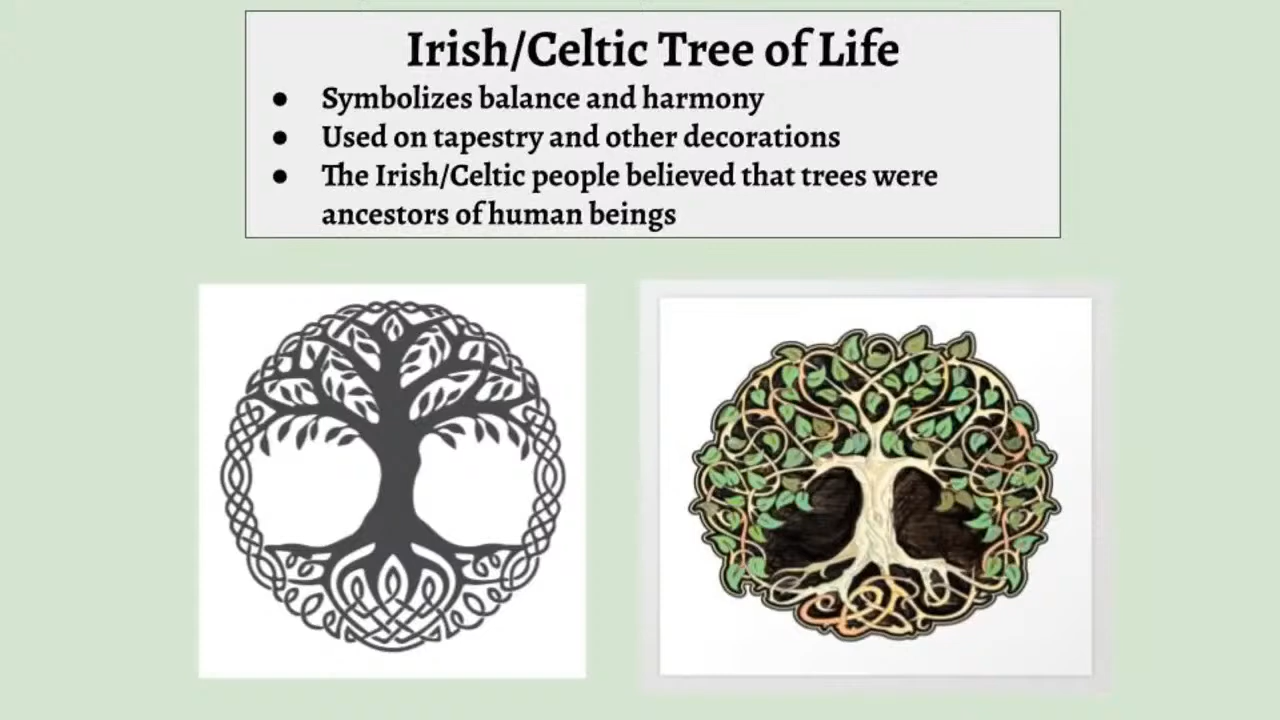 Irish/Celtic Tree of Life
● Symbolizes balance and harmony
● Used on tapestry and other decorations
● The Irish/Celtic people believed that trees were
ancestors of human beings